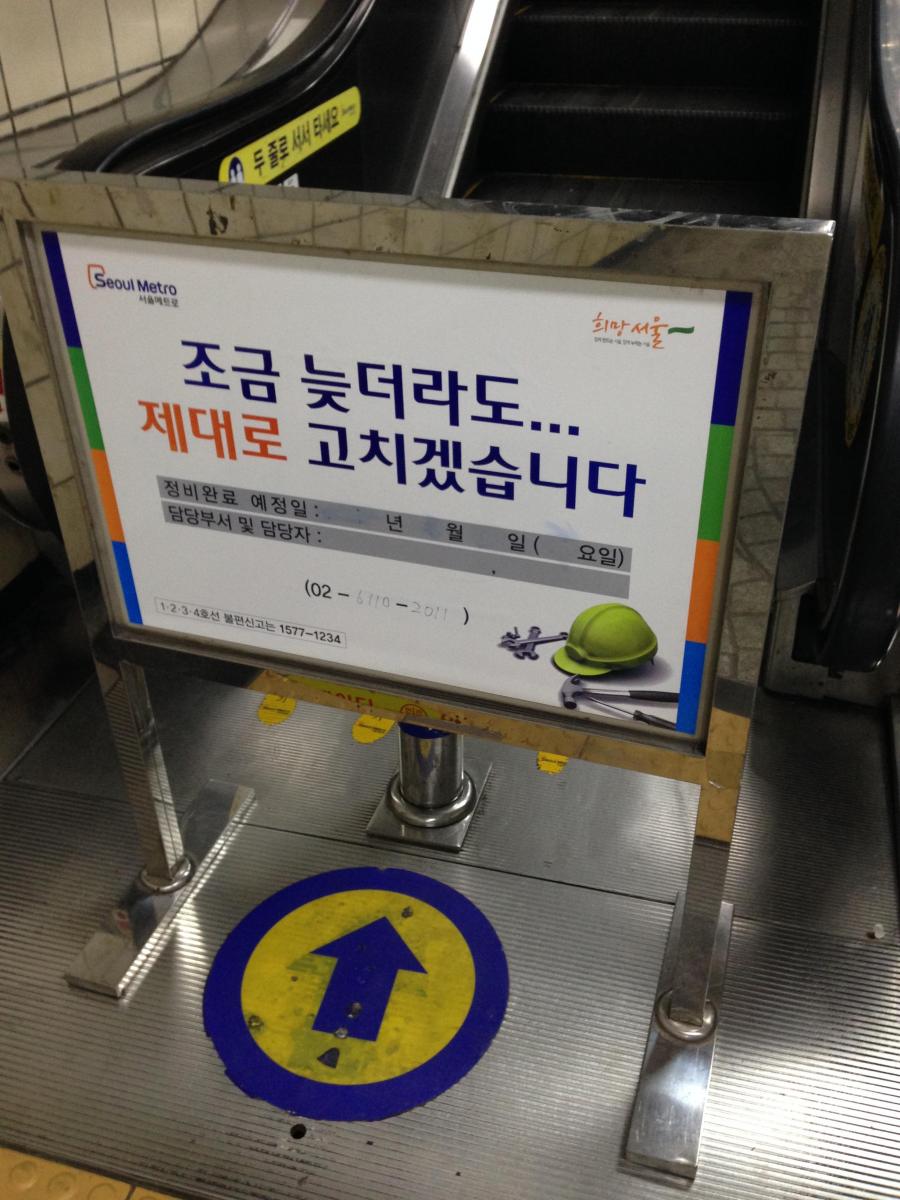 두 줄로 서서 타세요
Seoul Metro
서울메트로
희망서울
조금 늦더라도...
제대로 고치겠습니다
정비완료 예정일 : 년 월 일 ( 요일)
담당부서 및 담당자 :
(02 - 6110 - 2011 )
1·2·3·4호선 불편신고는 1577-1234